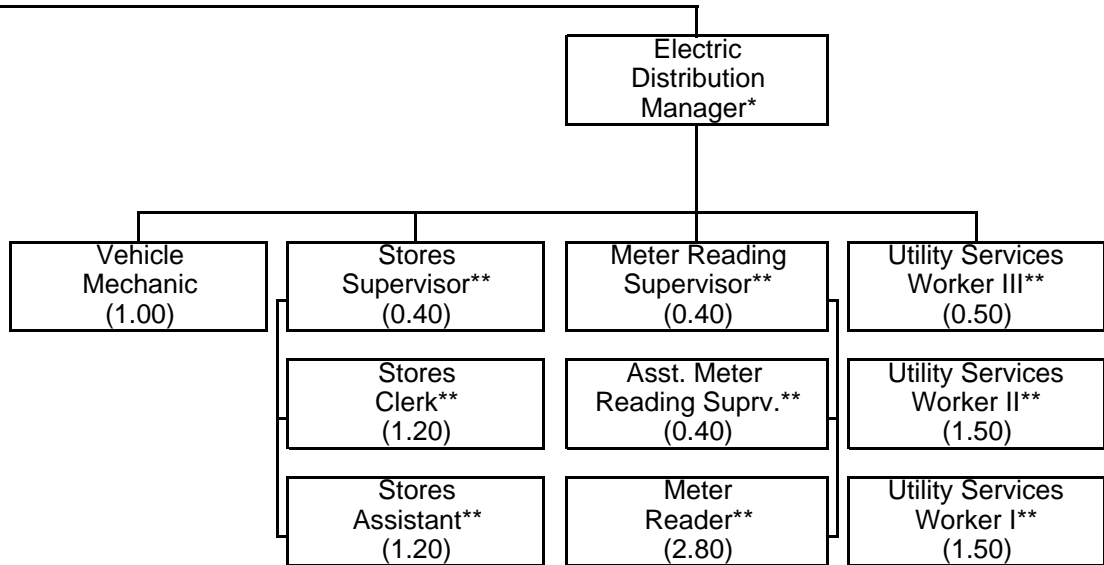 Electric
Distribution
Manager*
Vehicle
Mechanic
(1.00)
Stores
Supervisor**
(0.40)
Meter Reading
Supervisor**
(0.40)
Utility Services
Worker III**
(0.50)
Stores
Clerk**
(1.20)
Asst. Meter
Reading Suprv.**
(0.40)
Utility Services
Worker II**
(1.50)
Stores
Assistant**
(1.20)
Meter
Reader**
(2.80)
Utility Services
Worker I**
(1.50)